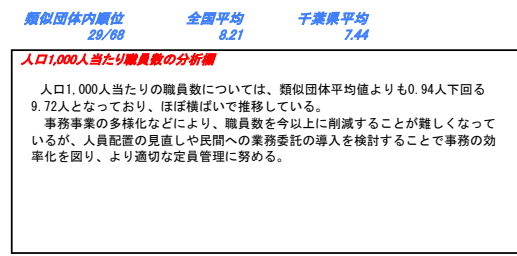 類似団体内順位 全国平均 千葉県平均
29/68 8.21 7.44
人口1,000人当たり職員数の分析欄
人口1,000人当たりの職員数については、類似団体平均値よりも0.94人下回る
9.72人となっており、ほぼ横ばいで推移している。
事務事業の多様化などにより、職員数を今以上に削減することが難しくなって
いるが、人員配置の見直しや民間への業務委託の導入を検討することで事務の効
率化を図り、より適切な定員管理に努める。